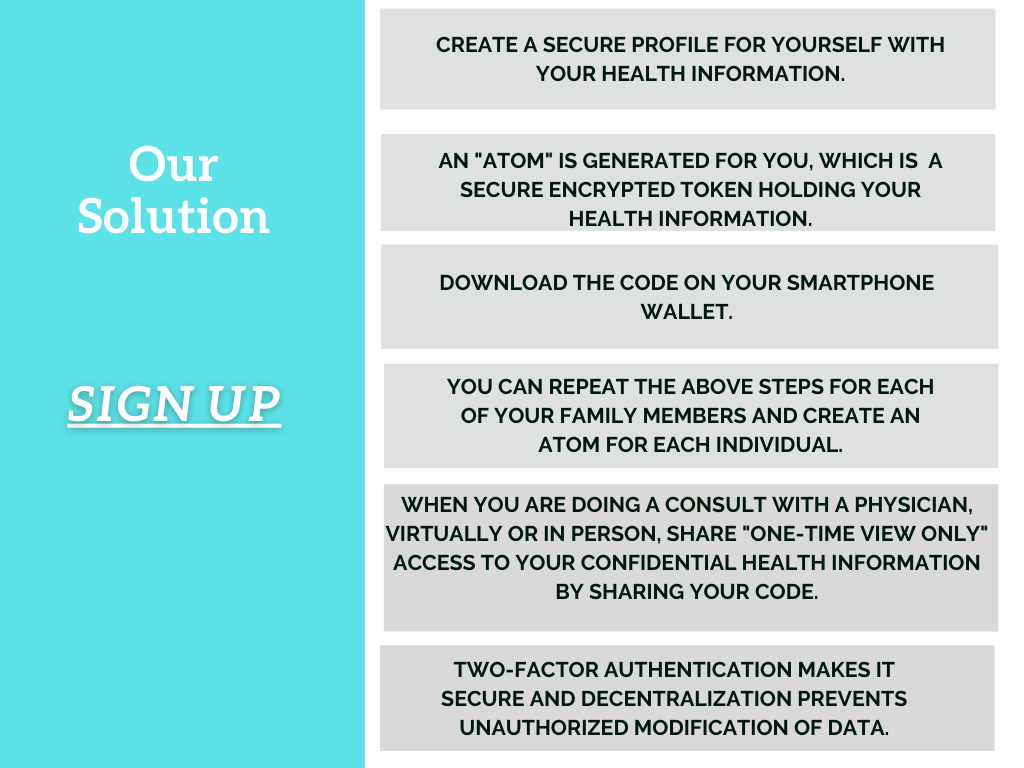 Our
Solution
SIGN UP
CREATE A SECURE PROFILE FOR YOURSELF WITH
YOUR HEALTH INFORMATION.
AN "ATOM" IS GENERATED FOR YOU, WHICH IS  A
SECURE ENCRYPTED TOKEN HOLDING YOUR
HEALTH INFORMATION.
DOWNLOAD THE CODE ON YOUR SMARTPHONE
WALLET.
YOU CAN REPEAT THE ABOVE STEPS FOR EACH
OF YOUR FAMILY MEMBERS AND CREATE AN
ATOM FOR EACH INDIVIDUAL.
WHEN YOU ARE DOING A CONSULT WITH A PHYSICIAN,
VIRTUALLY OR IN PERSON, SHARE "ONE-TIME VIEW ONLY"
ACCESS TO YOUR CONFIDENTIAL HEALTH INFORMATION
BY SHARING YOUR CODE.
TWO-FACTOR AUTHENTICATION MAKES IT
SECURE AND DECENTRALIZATION PREVENTS
UNAUTHORIZED MODIFICATION OF DATA.